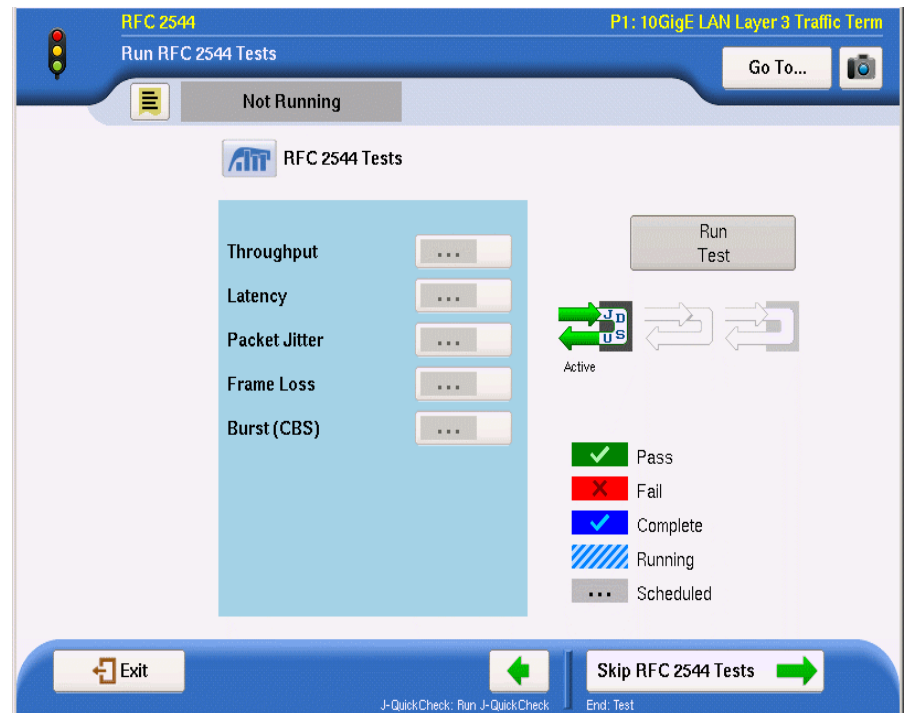 RFC 2544
P1: 10GigE LAN Layer 3 Traffic Term
Run RFC 2544 Tests
Go To...
Not Running
RFC 2544 Tests
Throughput
...
Run
Test
Latency
...
Packet Jitter
...
J D
U S
Active
Frame Loss
...
Burst (CBS)
...
Pass
Fail
Complete
Running
... Scheduled
Exit
Skip RFC 2544 Tests
J-QuickCheck: Run J-QuickCheck
End: Test